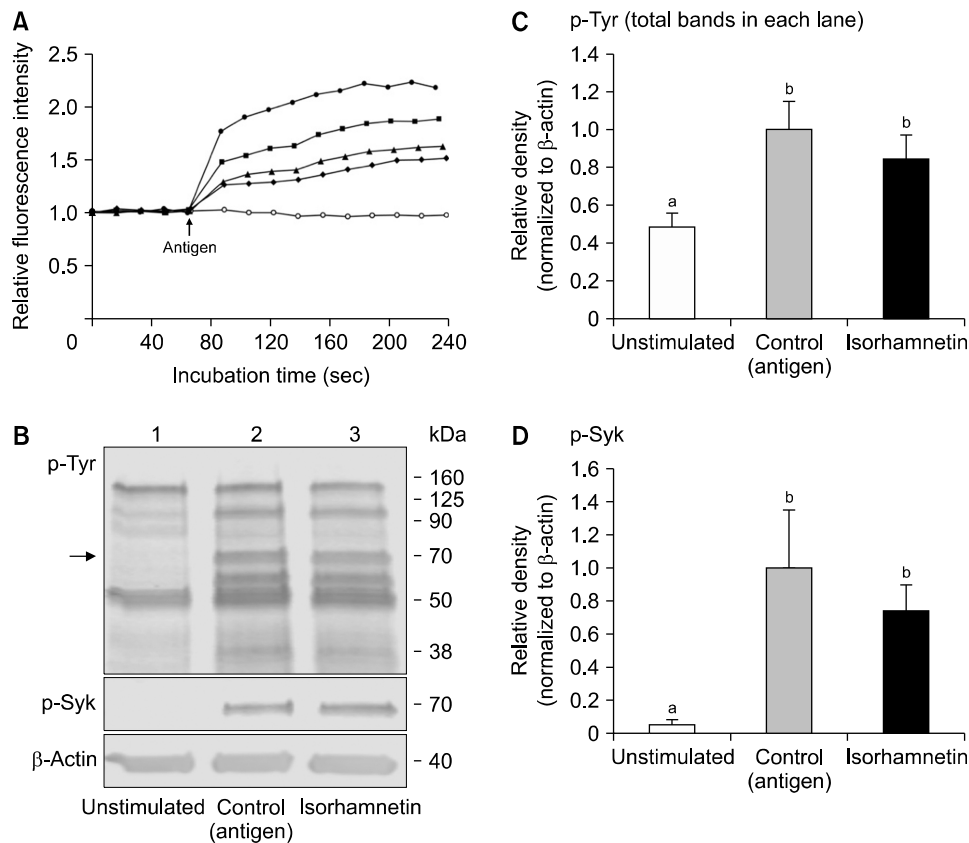 A
Relative fluorescence intensity
2.5
2.0
1.5
1.0
0.5
0 40 80 120 160 200 240
Antigen
Incubation time (sec)
B
1 2 3 kDa
p-Tyr
160
125
90
70
50
38
p-Syk
70
β-Actin
40
Unstimulated Control (antigen) Isorhamnetin
C p-Tyr (total bands in each lane)
Relative density
(normalized to β-actin)
1.4
1.2
1.0
0.8
0.6
0.4
0.2
0
a
b
b
Unstimulated Control (antigen) Isorhamnetin
D p-Syk
Relative density
(normalized to β-actin)
1.6
1.4
1.2
1.0
0.8
0.6
0.4
0.2
0
a
b
b
Unstimulated Control (antigen) Isorhamnetin